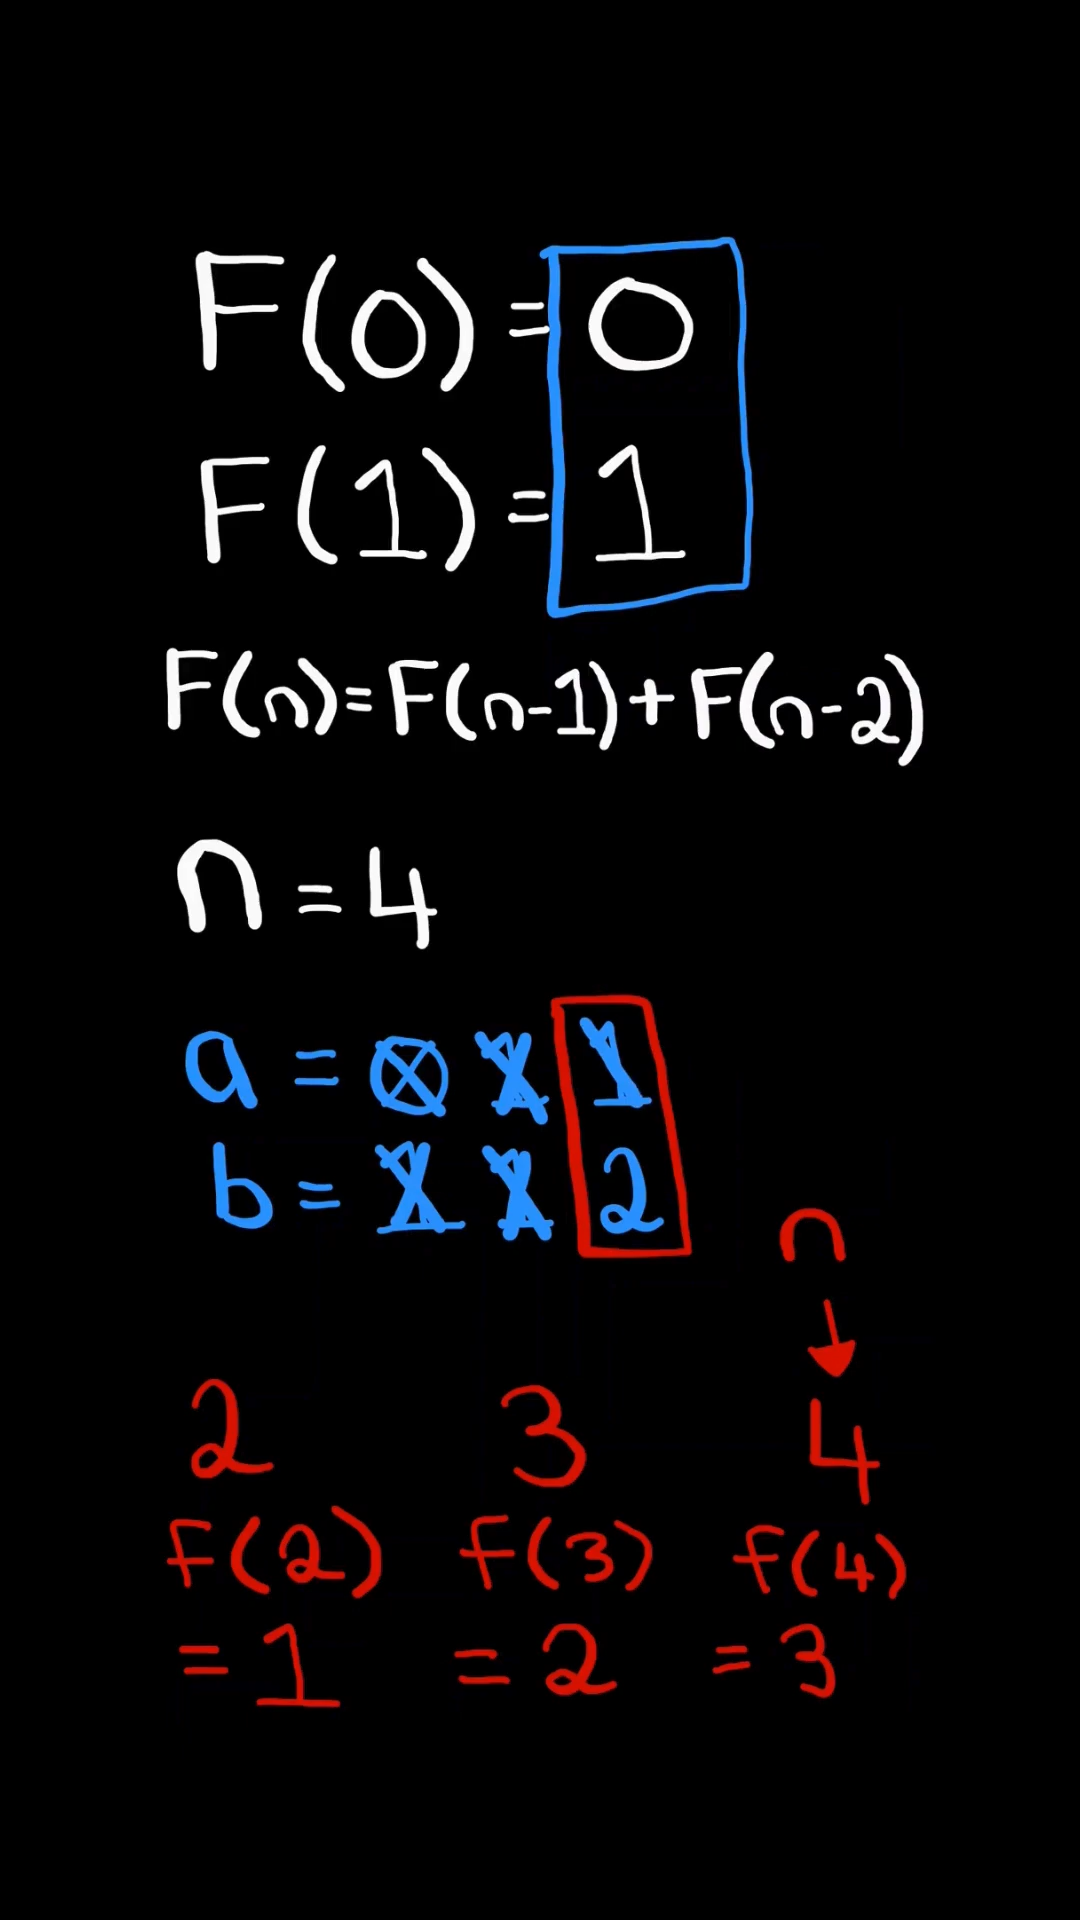 F(0)=0
F(1)=1
F(n)=F(n-1)+F(n-2)
n=4
a = 0 1 1
b = 1 1 2
n
2 3 4
F(2) f(3) f(4)
=1 =2 =3